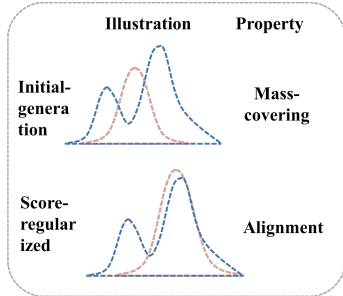 Illustration Property
Initial-
genera
tion
Mass-
covering
Score-
regular
ized
Alignment